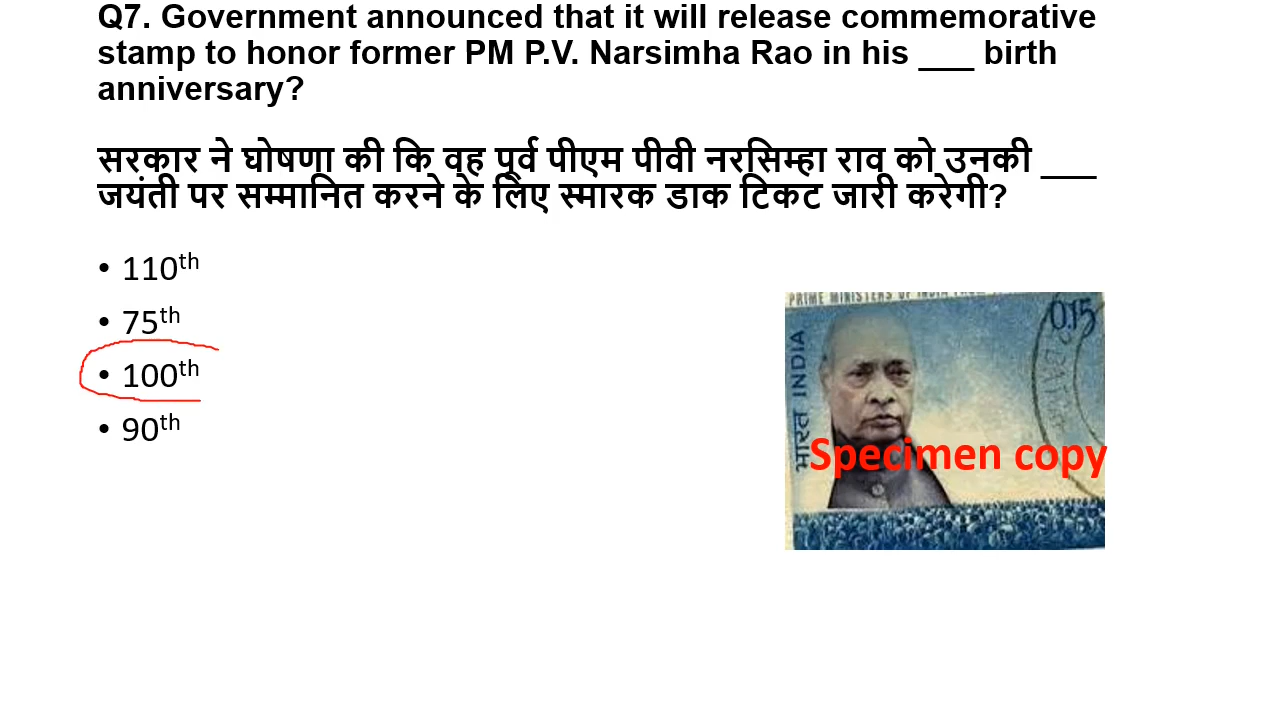 Q7. Government announced that it will release commemorative
stamp to honor former PM P.V. Narsimha Rao in his ___ birth
anniversary?
सरकार ने घोषणा की कि वह पूर्व पीएम पीवी नरसिम्हा राव को उनकी ___
जयंती पर सम्मानित करने के लिए स्मारक डाक टिकट जारी करेगी?
• 110th
• 75th
• 100th
• 90th
PRIME MINISTERS OF INDIA
0.15
भारत INDIA
Specimen copy